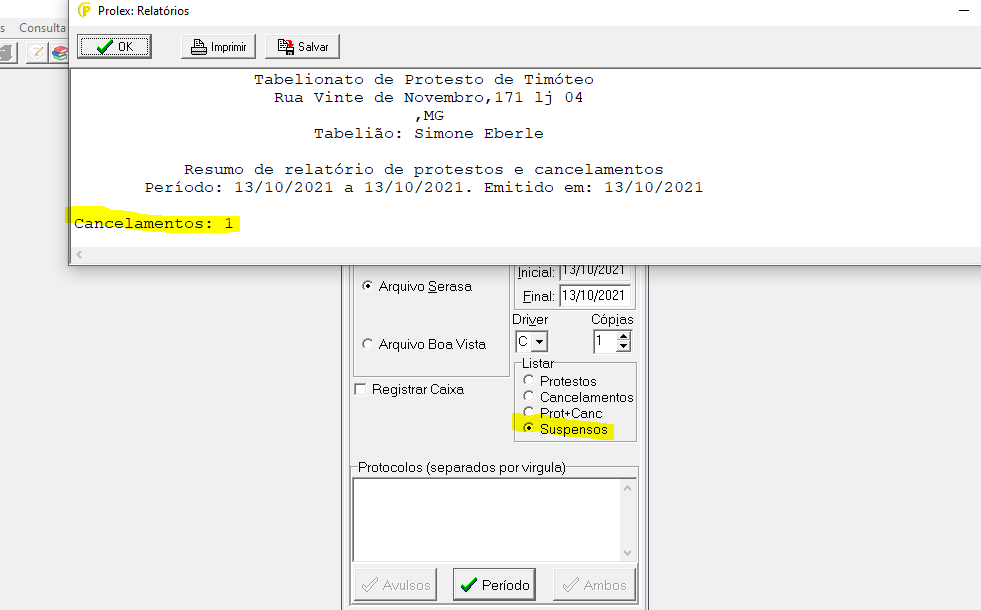 Prolex: Relatórios
s Consulta
OK Imprimir Salvar
Tabelionato de Protesto de Timóteo
Rua Vinte de Novembro,171 lj 04
,MG
Tabelião: Simone Eberle
Resumo de relatório de protestos e cancelamentos
Período: 13/10/2021 a 13/10/2021. Emitido em: 13/10/2021
Cancelamentos: 1
Inicial: 13/10/2021
Arquivo Serasa
Final: 13/10/2021
Driver Cópias
C 1
Arquivo Boa Vista
Listar
Protestos
Registrar Caixa
Cancelamentos
Prot+Canc
Suspensos
Protocolos (separados por virgula)
Avulsos Período Ambos